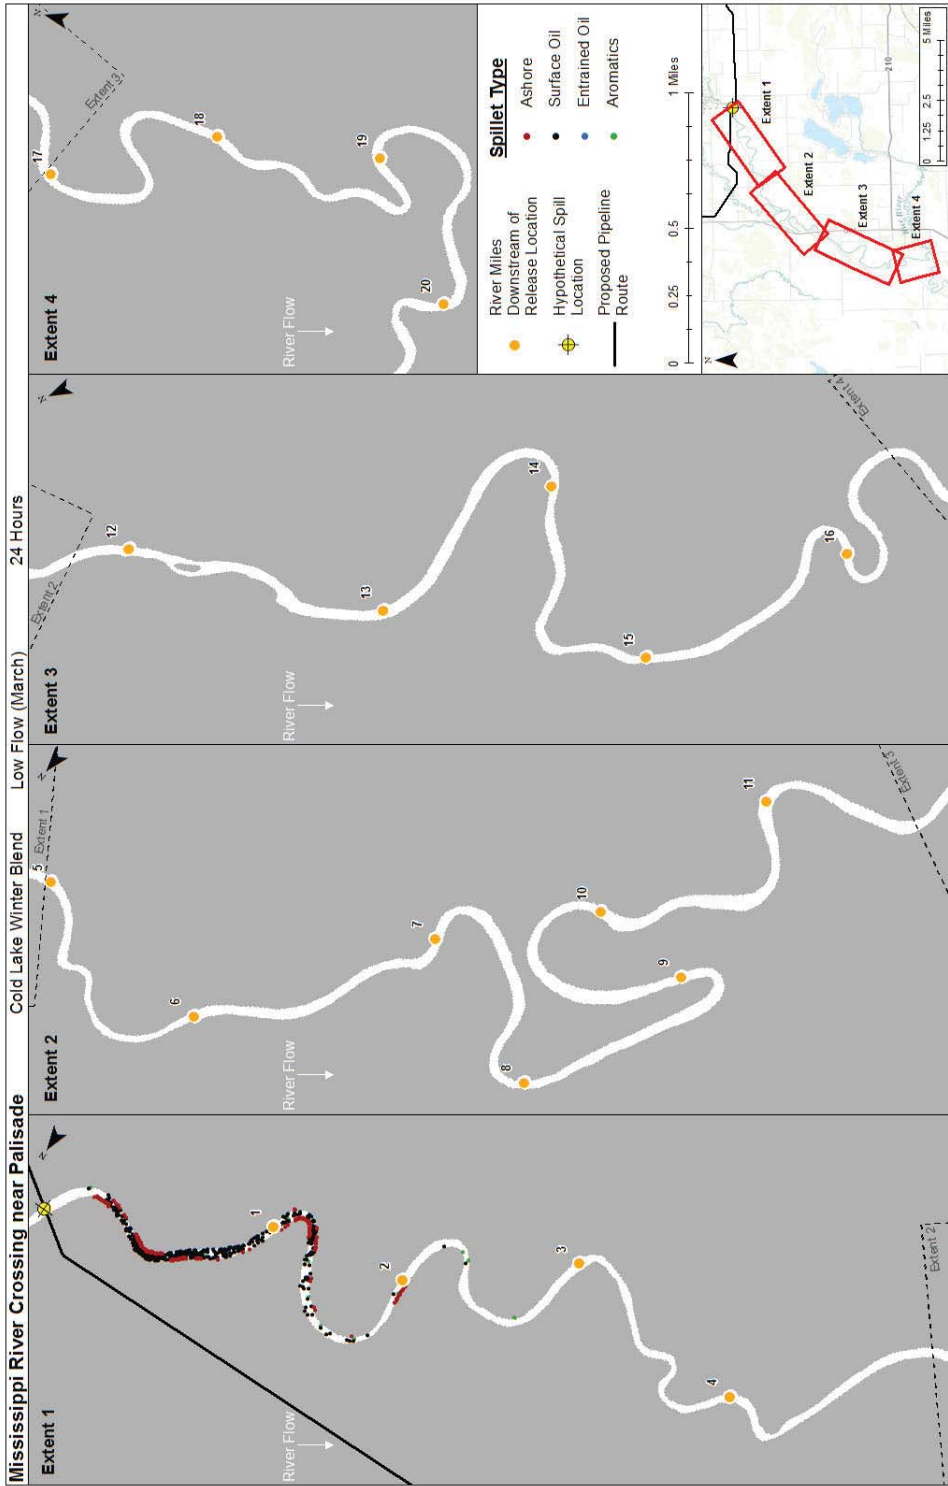 Mississippi River Crossing near Palisade
Cold Lake Winter Blend
Low Flow (March)
24 Hours
Extent 1
River Flow
N
1
2
3
4
Extent 2
Extent 2
River Flow
N
Extent 1
5
6
7
8
9
10
11
Extent 3
Extent 3
River Flow
N
Extent 2
12
13
14
15
16
Extent 4
Extent 4
River Flow
N
Extent 3
17
18
19
20
River Miles
Downstream of
Release Location
Hypothetical Spill
Location
Proposed Pipeline
Route
Spillet Type
Ashore
Surface Oil
Entrained Oil
Aromatics
0
0.25
0.5
1 Miles
N
Extent 1
Extent 2
Extent 3
Extent 4
210
0
1.25
2.5
5 Miles